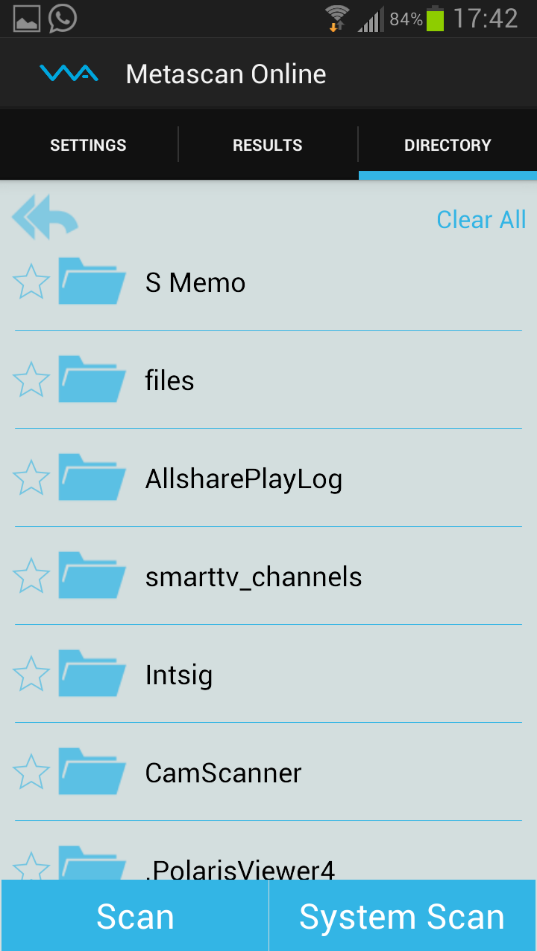 84% 17:42
Metascan Online
SETTINGS RESULTS DIRECTORY
Clear All
S Memo
files
AllsharePlayLog
smarttv_channels
Intsig
CamScanner
.PolarisViewer4
Scan System Scan